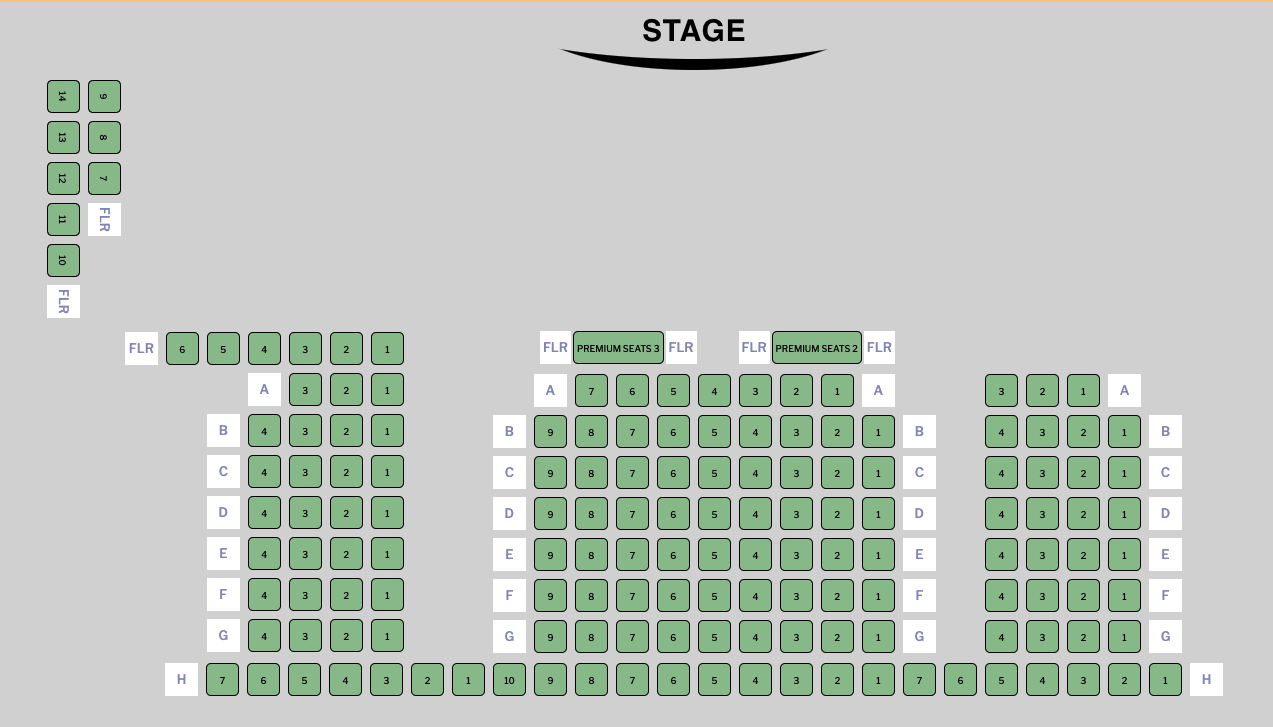 STAGE
14 9
13 8
12 7
11 FLR
10
FLR
FLR 6 5 4 3 2 1 FLR PREMIUM SEATS 3 FLR FLR PREMIUM SEATS 2 FLR
A 3 2 1 A 7 6 5 4 3 2 1 A 3 2 1 A
B 4 3 2 1 B 9 8 7 6 5 4 3 2 1 B 4 3 2 1 B
C 4 3 2 1 C 9 8 7 6 5 4 3 2 1 C 4 3 2 1 C
D 4 3 2 1 D 9 8 7 6 5 4 3 2 1 D 4 3 2 1 D
E 4 3 2 1 E 9 8 7 6 5 4 3 2 1 E 4 3 2 1 E
F 4 3 2 1 F 9 8 7 6 5 4 3 2 1 F 4 3 2 1 F
G 4 3 2 1 G 9 8 7 6 5 4 3 2 1 G 4 3 2 1 G
H 7 6 5 4 3 2 1 10 9 8 7 6 5 4 3 2 1 7 6 5 4 3 2 1 H